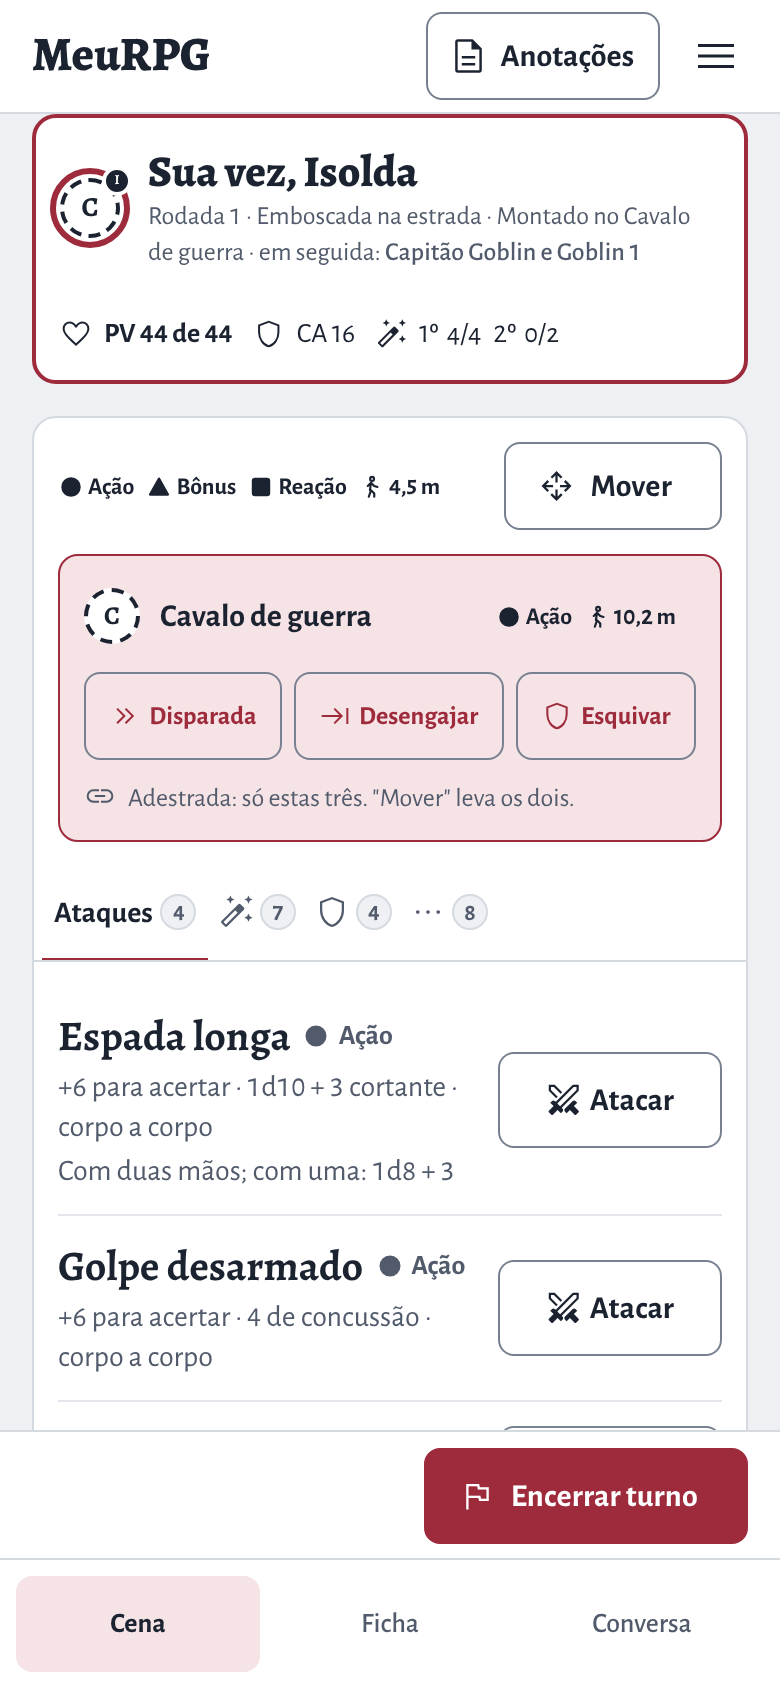 MeuRPG
Anotações
C
I
Sua vez, Isolda
Rodada 1 · Emboscada na estrada · Montado no Cavalo
de guerra · em seguida: Capitão Goblin e Goblin 1
PV 44 de 44
CA 16
1º 4/4 2º 0/2
Ação
Bônus
Reação
4,5 m
Mover
C
Cavalo de guerra
Ação
10,2 m
Disparada
Desengajar
Esquivar
Adestrada: só estas três. "Mover" leva os dois.
Ataques 4
7
4
··· 8
Espada longa
Ação
+6 para acertar · 1d10 + 3 cortante ·
corpo a corpo
Com duas mãos; com uma: 1d8 + 3
Atacar
Golpe desarmado
Ação
+6 para acertar · 4 de concussão ·
corpo a corpo
Atacar
Encerrar turno
Cena
Ficha
Conversa